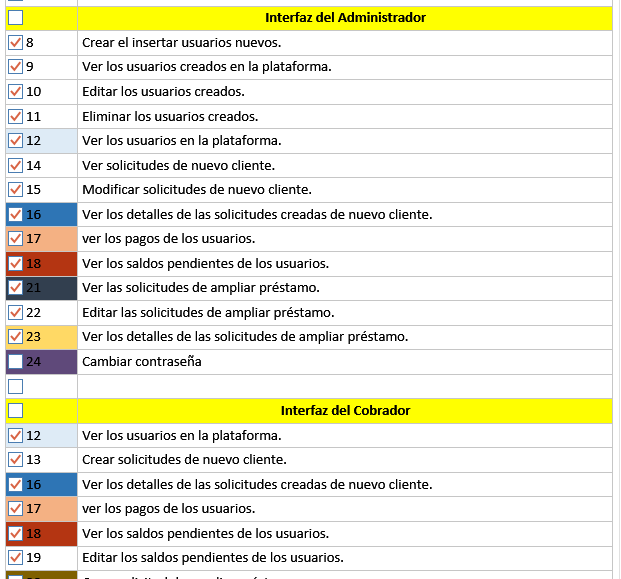 Interfaz del Administrador
8 Crear el insertar usuarios nuevos.
9 Ver los usuarios creados en la plataforma.
10 Editar los usuarios creados.
11 Eliminar los usuarios creados.
12 Ver los usuarios en la plataforma.
14 Ver solicitudes de nuevo cliente.
15 Modificar solicitudes de nuevo cliente.
16 Ver los detalles de las solicitudes creadas de nuevo cliente.
17 ver los pagos de los usuarios.
18 Ver los saldos pendientes de los usuarios.
21 Ver las solicitudes de ampliar préstamo.
22 Editar las solicitudes de ampliar préstamo.
23 Ver los detalles de las solicitudes de ampliar préstamo.
24 Cambiar contraseña
Interfaz del Cobrador
12 Ver los usuarios en la plataforma.
13 Crear solicitudes de nuevo cliente.
16 Ver los detalles de las solicitudes creadas de nuevo cliente.
17 ver los pagos de los usuarios.
18 Ver los saldos pendientes de los usuarios.
19 Editar los saldos pendientes de los usuarios.